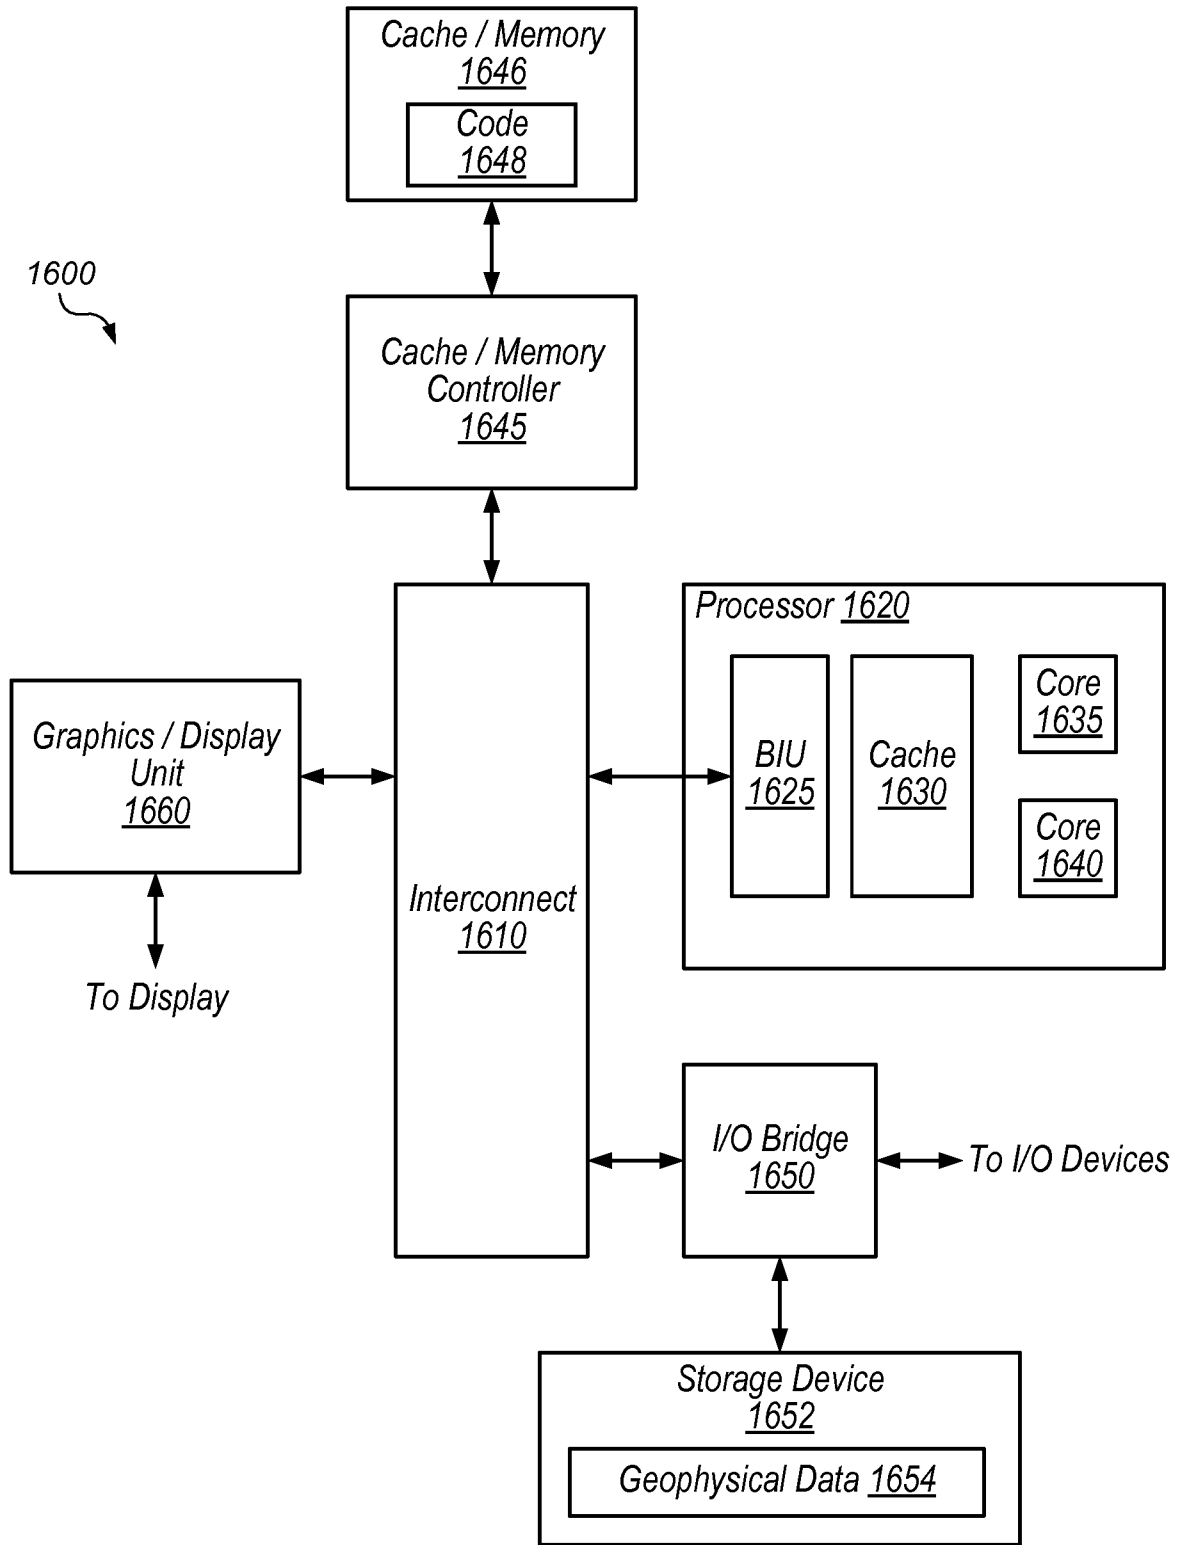 Cache / Memory
1646
Code
1648
1600
Cache / Memory
Controller
1645
Processor 1620
BIU
1625
Cache
1630
Core
1635
Core
1640
Graphics / Display
Unit
1660
Interconnect
1610
To Display
I/O Bridge
1650
To I/O Devices
Storage Device
1652
Geophysical Data 1654